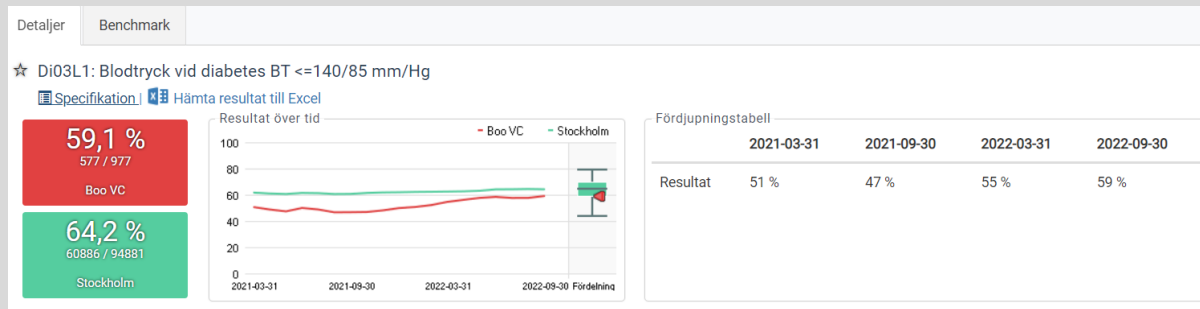 Detaljer
Benchmark
Di03L1: Blodtryck vid diabetes BT <=140/85 mm/Hg
Specifikation | Hämta resultat till Excel
59,1 %
577 / 977
Boo VC
64,2 %
60886 / 94881
Stockholm
Resultat över tid
Boo VC Stockholm
100
80
60
40
20
0
2021-03-31 2021-09-30 2022-03-31 2022-09-30 Fördelning
Fördjupningstabell
2021-03-31 2021-09-30 2022-03-31 2022-09-30
Resultat 51 % 47 % 55 % 59 %